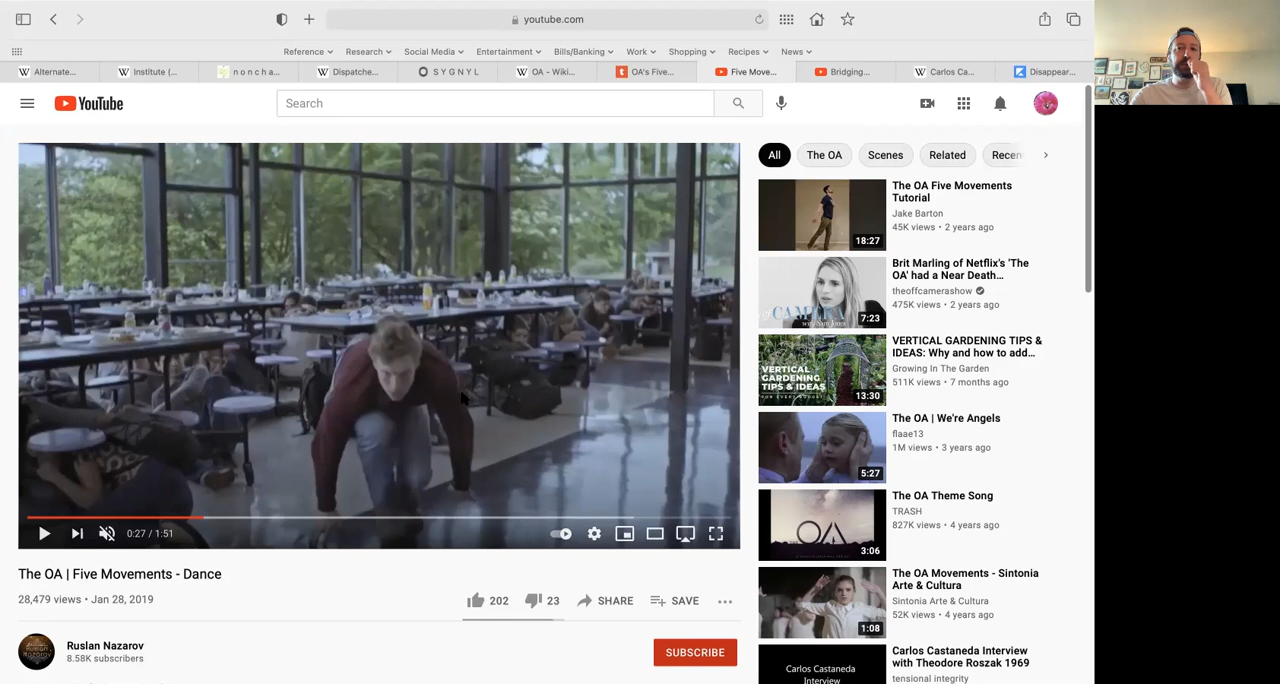 youtube.com
Reference Research Social Media Entertainment Bills/Banking Work Shopping Recipes News
W Alternate... W Institute (... n o n c h a... W Dispatche... S Y G N Y L W OA - Wiki... t OA's Five... Five Move... Bridging... W Carlos Ca... Disappear...
YouTube
Search
All The OA Scenes Related Recen
The OA Five Movements
Tutorial
Jake Barton
45K views • 2 years ago
18:27
Brit Marling of Netflix's 'The
OA' had a Near Death...
theoffcamerashow
475K views • 2 years ago
CAMERA
7:23
VERTICAL GARDENING TIPS &
IDEAS: Why and how to add...
Growing In The Garden
511K views • 7 months ago
VERTICAL
GARDENING
TIPS & IDEAS
13:30
The OA | We're Angels
flaae13
1M views • 3 years ago
5:27
The OA Theme Song
TRASH
827K views • 4 years ago
OA
3:06
The OA Movements - Sintonia
Arte & Cultura
Sintonia Arte & Cultura
52K views • 4 years ago
1:08
Carlos Castaneda Interview
with Theodore Roszak 1969
tensional integrity
Carlos Castaneda
Interview
0:27 / 1:51
The OA | Five Movements - Dance
28,479 views • Jan 28, 2019
202 23 SHARE SAVE
Ruslan Nazarov
8.58K subscribers
SUBSCRIBE